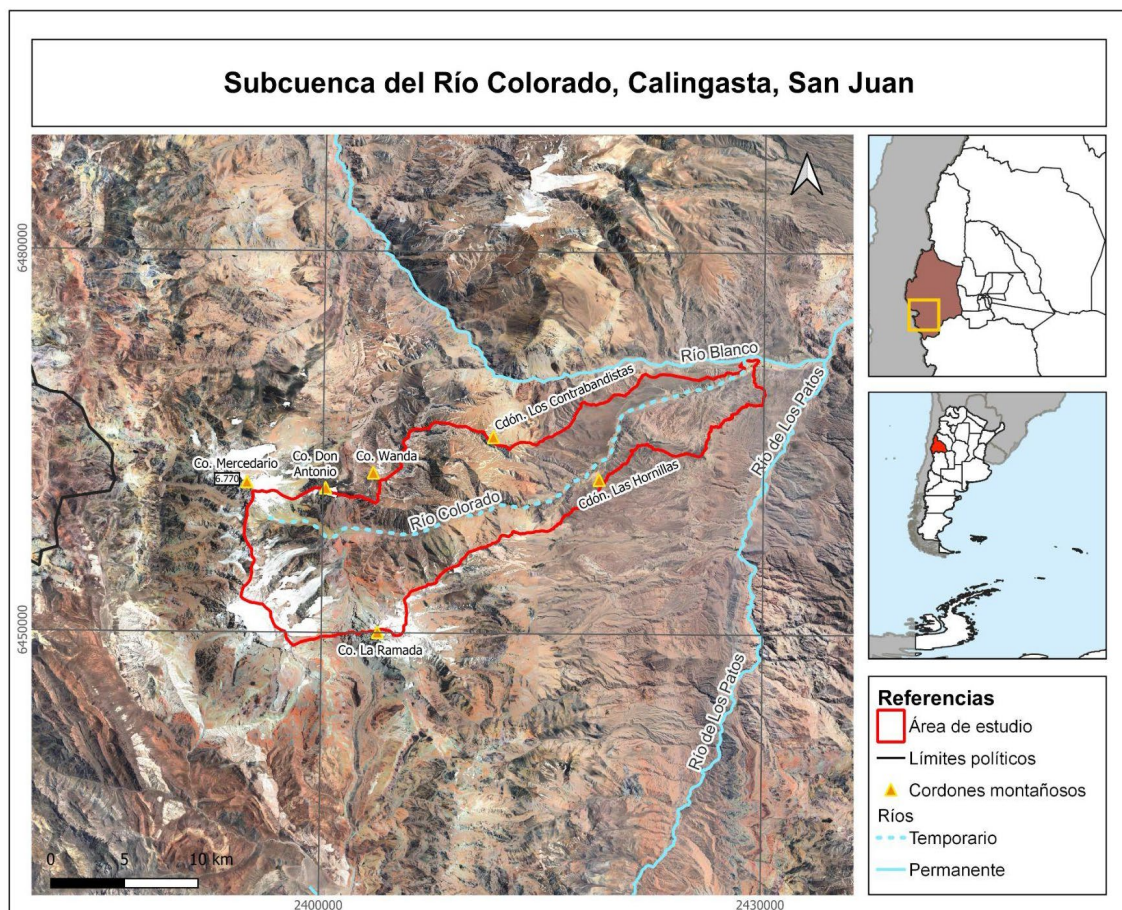 Subcuenca del Río Colorado, Calingasta, San Juan
6480000
6450000
Río Blanco
Cdón. Los Contrabandistas
Río de Los Patos
Co. Mercedario
6.770
Co. Don
Antonio
Co. Wanda
Río Colorado
Cdón. Las Hornillas
Co. La Ramada
Río de Los Patos
0 5 10 km
2400000
2430000
Referencias
Área de estudio
Límites políticos
Cordones montañosos
Ríos
Temporario
Permanente